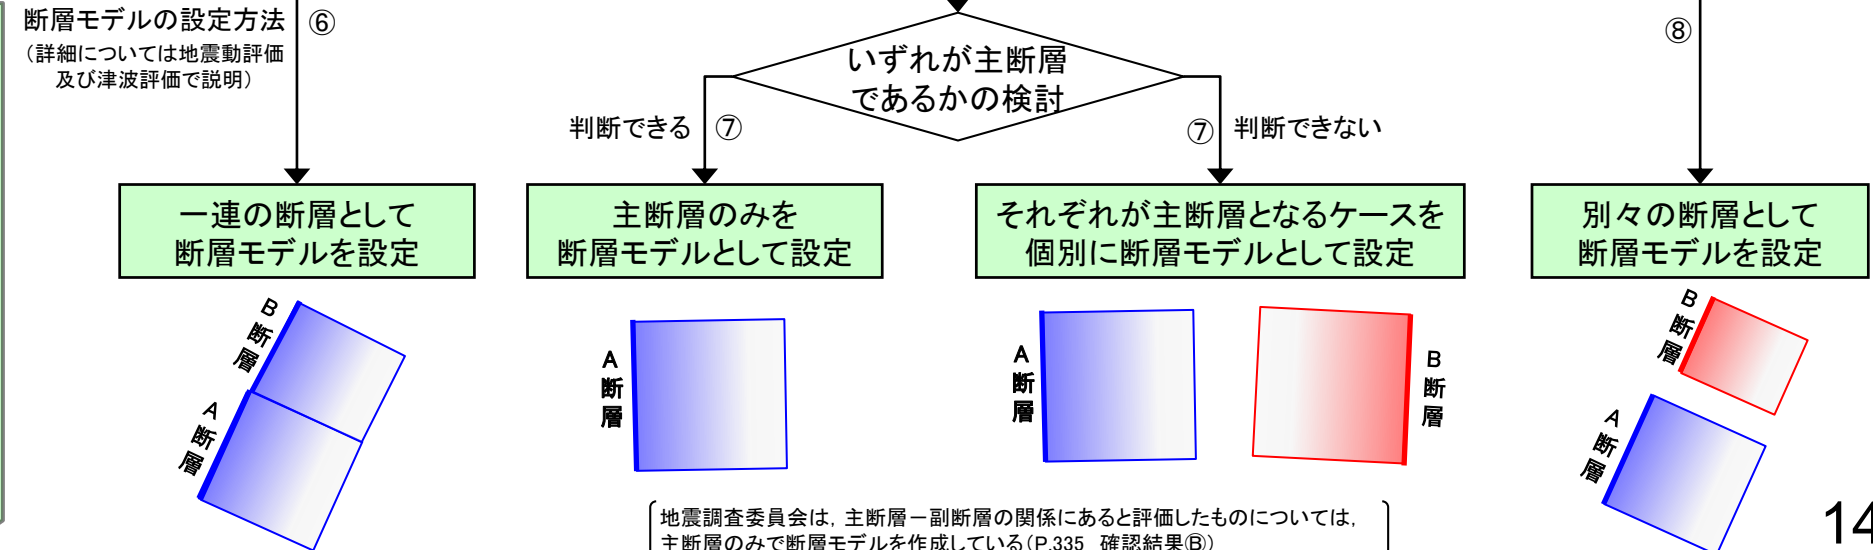 断層モデルの設定方法
(詳細については地震動評価
及び津波評価で説明)
⑥
いずれが主断層
であるかの検討
⑧
判断できる
⑦
⑦
判断できない
一連の断層として
断層モデルを設定
主断層のみを
断層モデルとして設定
それぞれが主断層となるケースを
個別に断層モデルとして設定
別々の断層として
断層モデルを設定
B断層
A断層
A断層
A断層
B断層
B断層
A断層
地震調査委員会は，主断層－副断層の関係にあると評価したものについては，
主断層のみで断層モデルを作成している(P.335 確認結果Ⓑ)
14